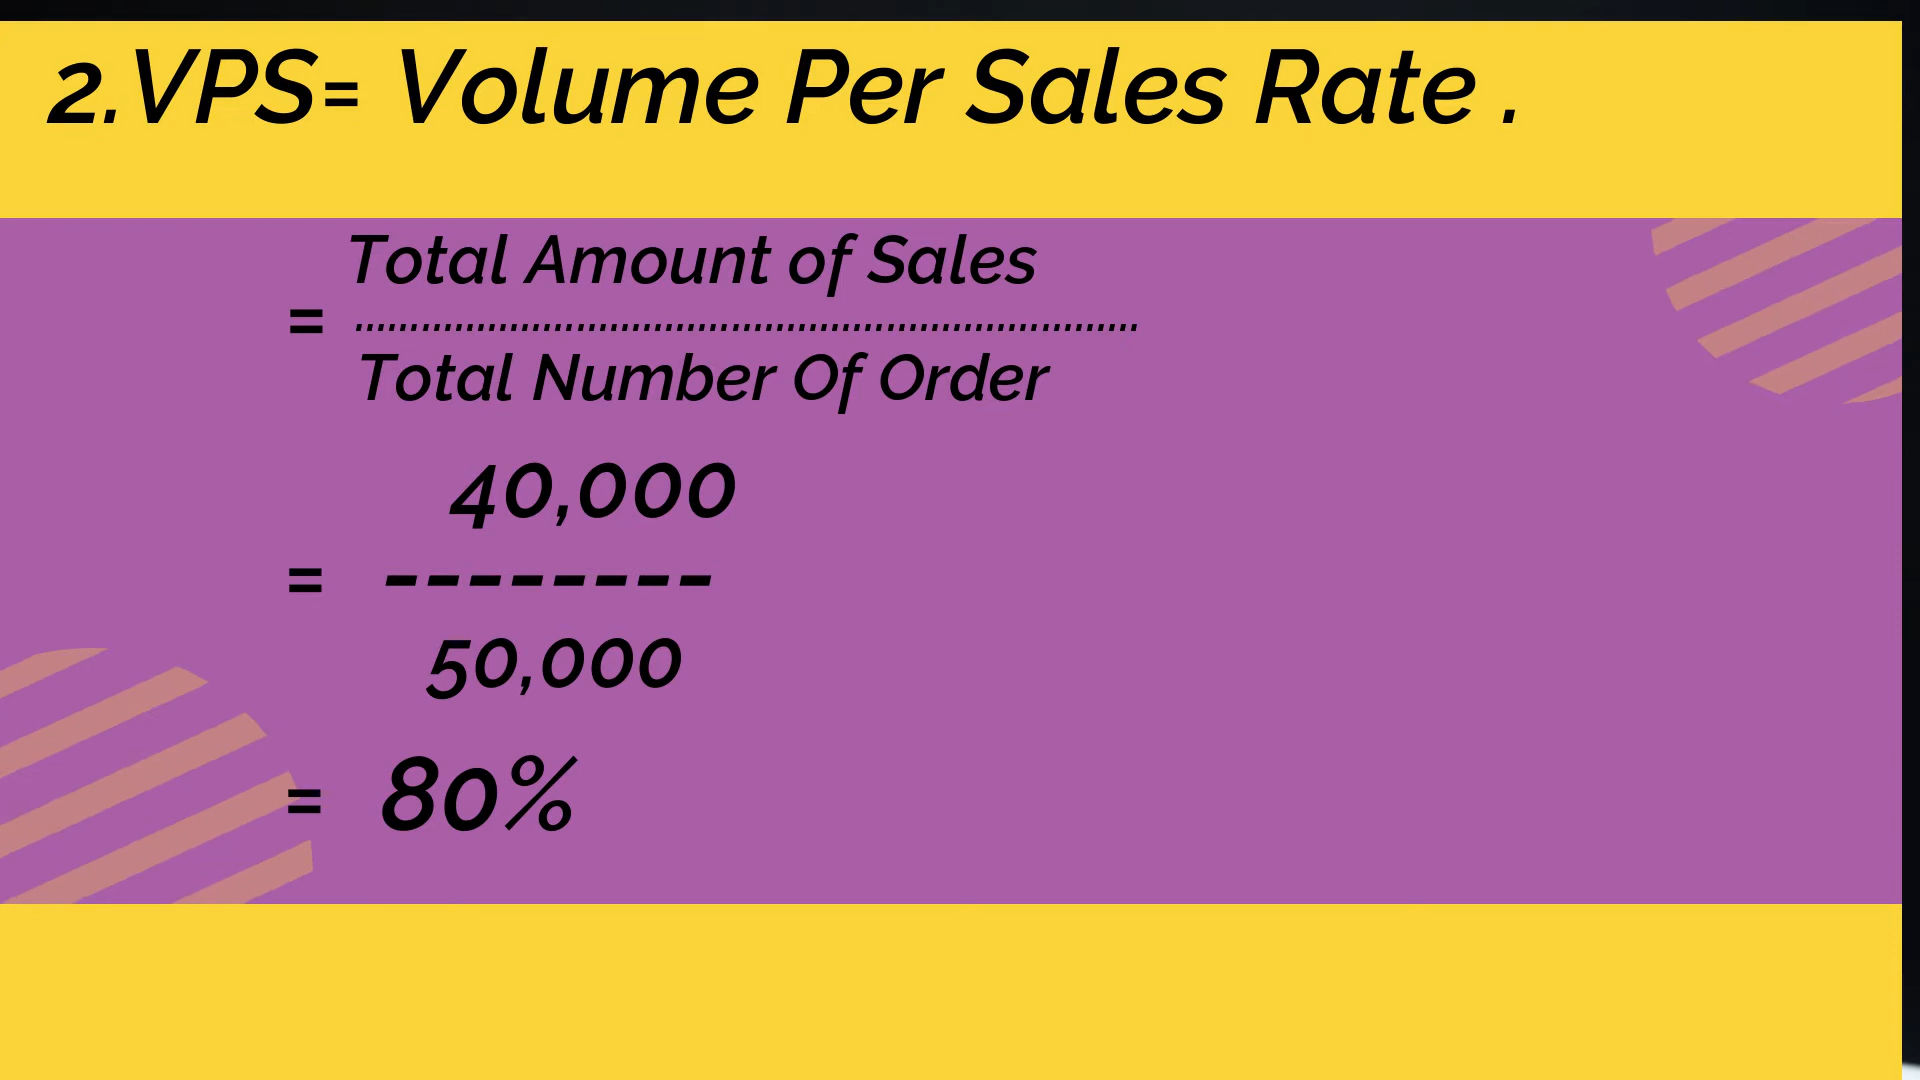 2.VPS= Volume Per Sales Rate .
Total Amount of Sales
= ................................................................
Total Number Of Order
40,000
= --------
50,000
= 80%